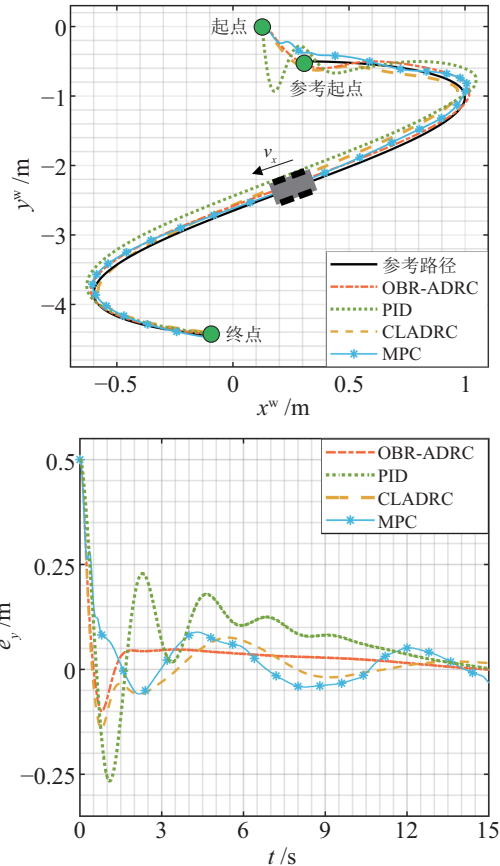 0
−1
−2
−3
−4
y^w /m
起点
参考起点
v_x
终点
参考路径
OBR-ADRC
PID
CLADRC
MPC
−0.5
0
0.5
1
x^w /m
0.5
0.25
0
−0.25
e_y /m
OBR-ADRC
PID
CLADRC
MPC
0
3
6
9
12
15
t /s